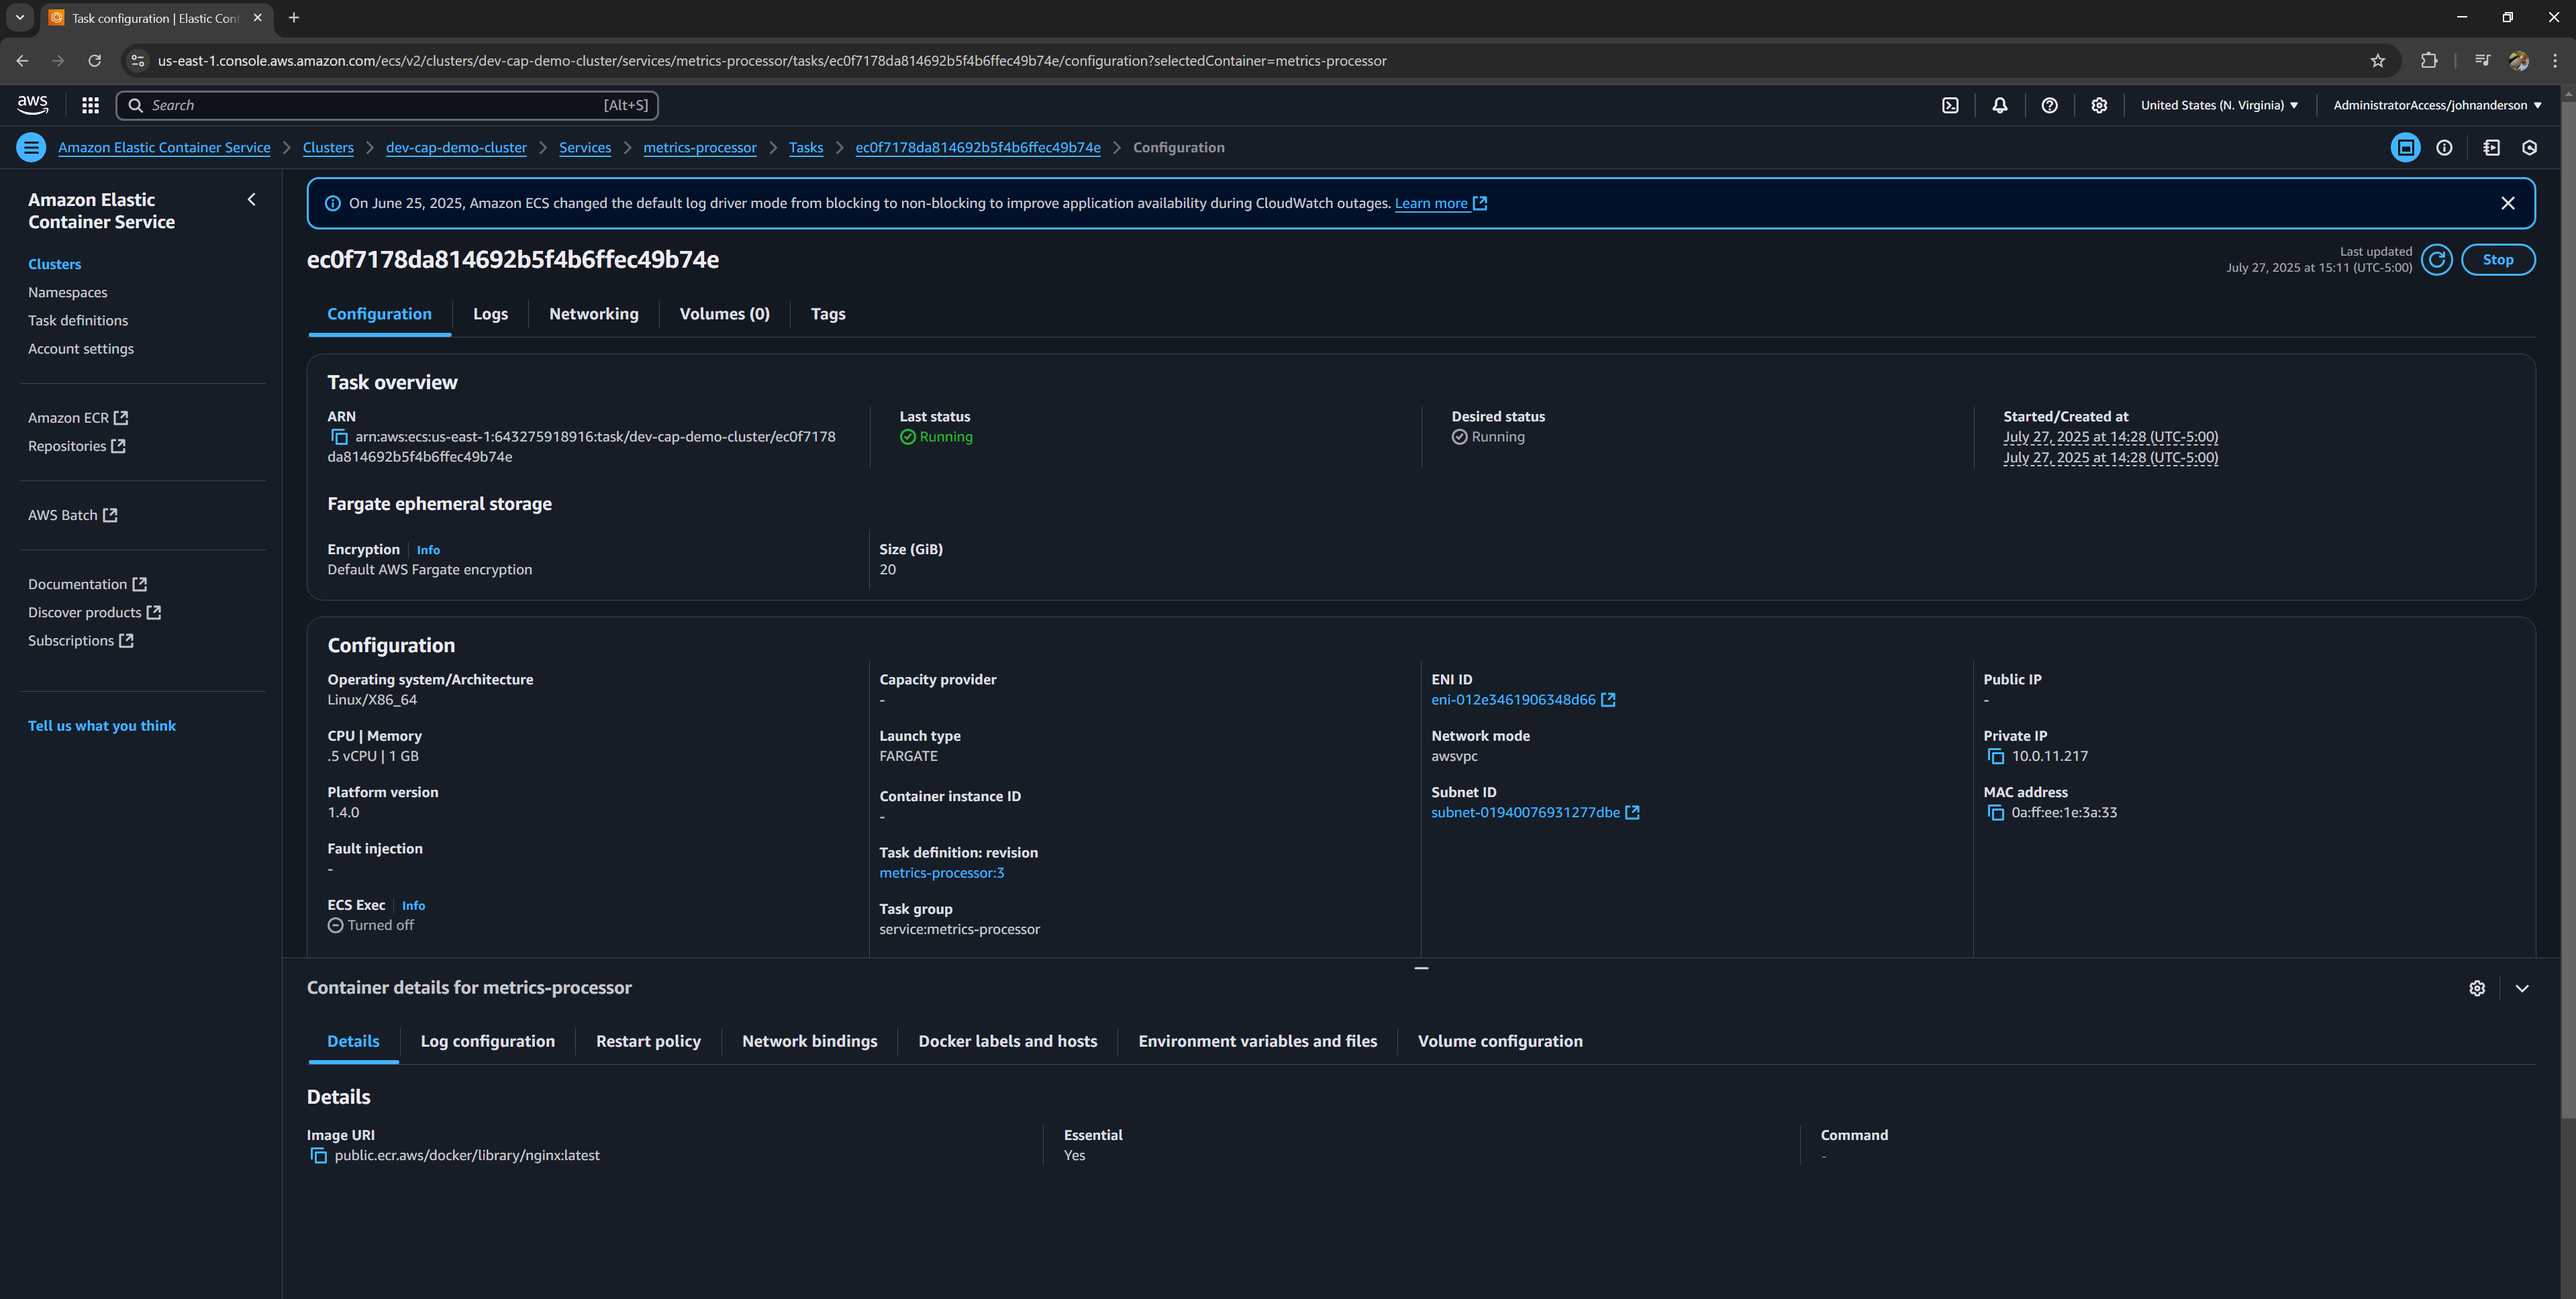 Task configuration | Elastic Cont
us-east-1.console.aws.amazon.com/ecs/v2/clusters/dev-cap-demo-cluster/services/metrics-processor/tasks/ec0f7178da814692b5f4b6ffec49b74e/configuration?selectedContainer=metrics-processor
aws
Search [Alt+S]
United States (N. Virginia)
AdministratorAccess/johnanderson
Amazon Elastic Container Service > Clusters > dev-cap-demo-cluster > Services > metrics-processor > Tasks > ec0f7178da814692b5f4b6ffec49b74e > Configuration
Amazon Elastic
Container Service
Clusters
Namespaces
Task definitions
Account settings
Amazon ECR
Repositories
AWS Batch
Documentation
Discover products
Subscriptions
Tell us what you think
On June 25, 2025, Amazon ECS changed the default log driver mode from blocking to non-blocking to improve application availability during CloudWatch outages. Learn more
ec0f7178da814692b5f4b6ffec49b74e
Last updated
July 27, 2025 at 15:11 (UTC-5:00)
Stop
Configuration
Logs
Networking
Volumes (0)
Tags
Task overview
ARN
arn:aws:ecs:us-east-1:643275918916:task/dev-cap-demo-cluster/ec0f7178
da814692b5f4b6ffec49b74e
Last status
Running
Desired status
Running
Started/Created at
July 27, 2025 at 14:28 (UTC-5:00)
July 27, 2025 at 14:28 (UTC-5:00)
Fargate ephemeral storage
Encryption Info
Default AWS Fargate encryption
Size (GiB)
20
Configuration
Operating system/Architecture
Linux/X86_64
CPU | Memory
.5 vCPU | 1 GB
Platform version
1.4.0
Fault injection
-
ECS Exec Info
Turned off
Capacity provider
-
Launch type
FARGATE
Container instance ID
-
Task definition: revision
metrics-processor:3
Task group
service:metrics-processor
ENI ID
eni-012e3461906348d66
Network mode
awsvpc
Subnet ID
subnet-01940076931277dbe
Public IP
-
Private IP
10.0.11.217
MAC address
0a:ff:ee:1e:3a:33
Container details for metrics-processor
Details
Log configuration
Restart policy
Network bindings
Docker labels and hosts
Environment variables and files
Volume configuration
Details
Image URI
public.ecr.aws/docker/library/nginx:latest
Essential
Yes
Command
-